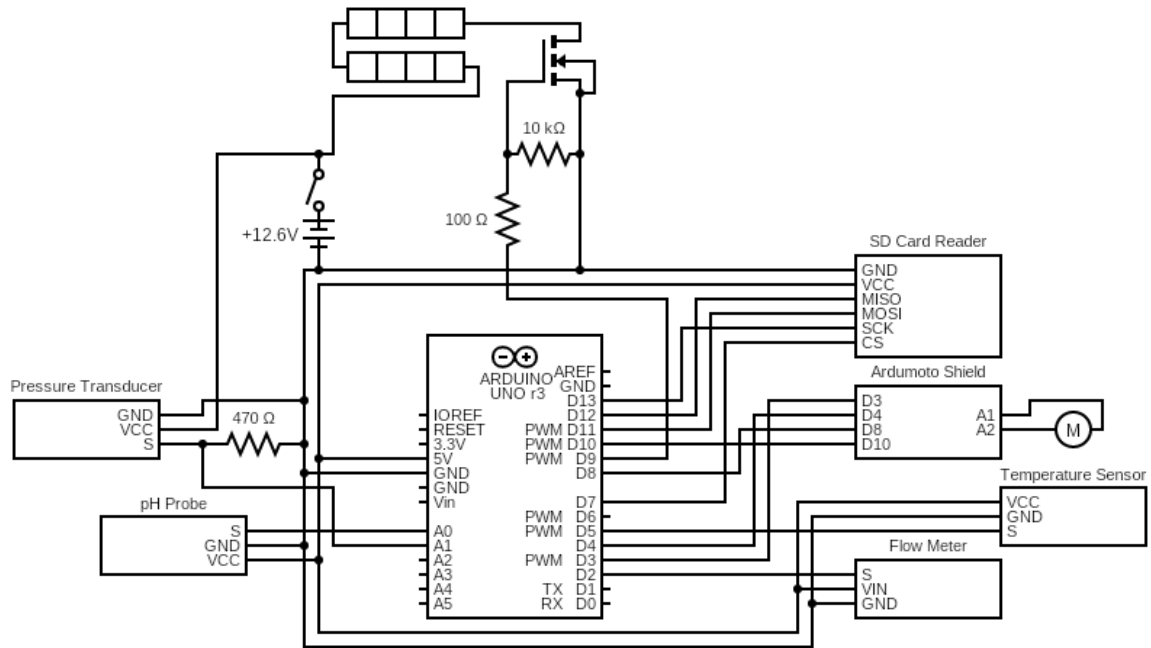 10 kΩ
100 Ω
+12.6V
SD Card Reader
GND
VCC
MISO
MOSI
SCK
CS
ARDUINO
UNO r3
IOREF
RESET
3.3V
5V
GND
GND
Vin
A0
A1
A2
A3
A4
A5
AREF
GND
D13
D12
PWM D11
PWM D10
PWM D9
D8
D7
PWM D6
PWM D5
D4
PWM D3
D2
TX D1
RX D0
Pressure Transducer
GND
VCC
S
470 Ω
pH Probe
S
GND
VCC
Ardumoto Shield
D3
D4
D8
D10
A1
A2
M
Temperature Sensor
VCC
GND
S
Flow Meter
S
VIN
GND